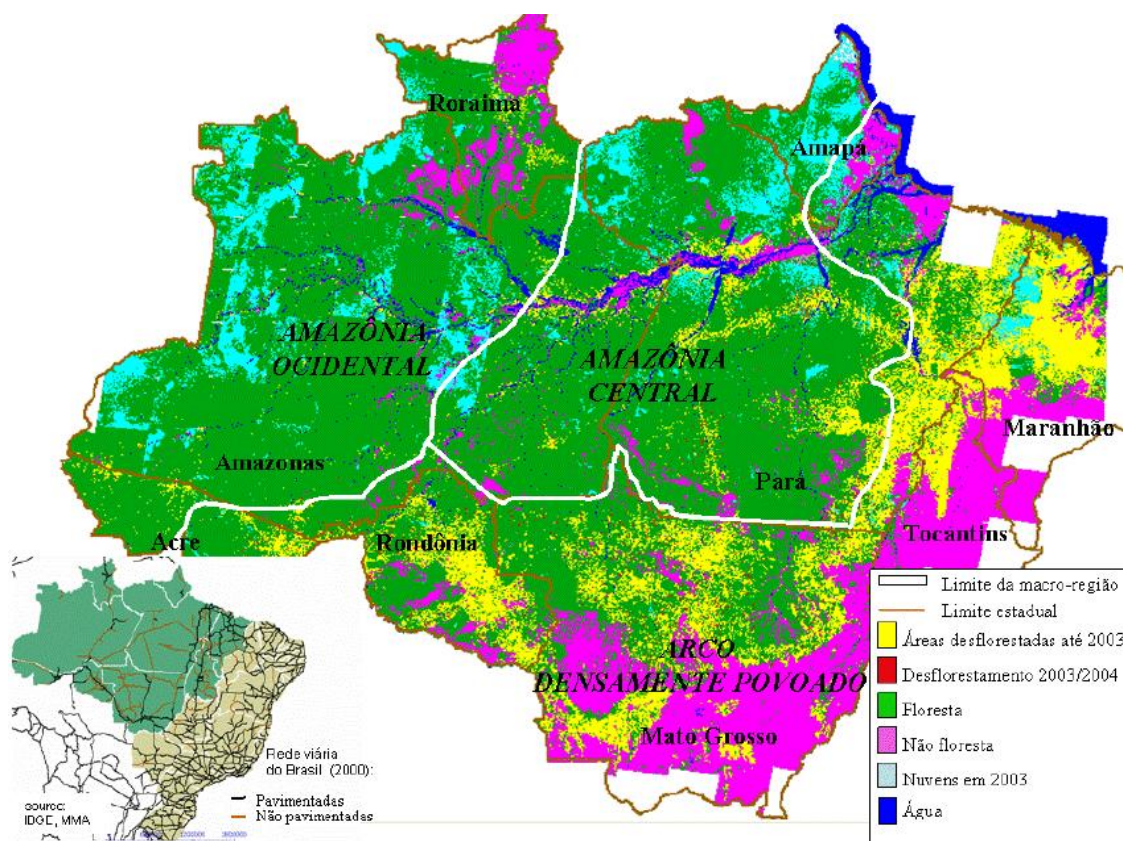 Roraima
Amapá
AMAZÔNIA
OCIDENTAL
AMAZÔNIA
CENTRAL
Maranhão
Amazonas
Pará
Tocantins
Acre
Rondônia
ARCO
DENSAMENTE POVOADO
Mato Grosso
Rede viária
do Brasil (2000):
Pavimentadas
Não pavimentadas
source:
IDGE, MMA
Limite da macro-região
Limite estadual
Áreas desflorestadas até 2003
Desflorestamento 2003/2004
Floresta
Não floresta
Nuvens em 2003
Água